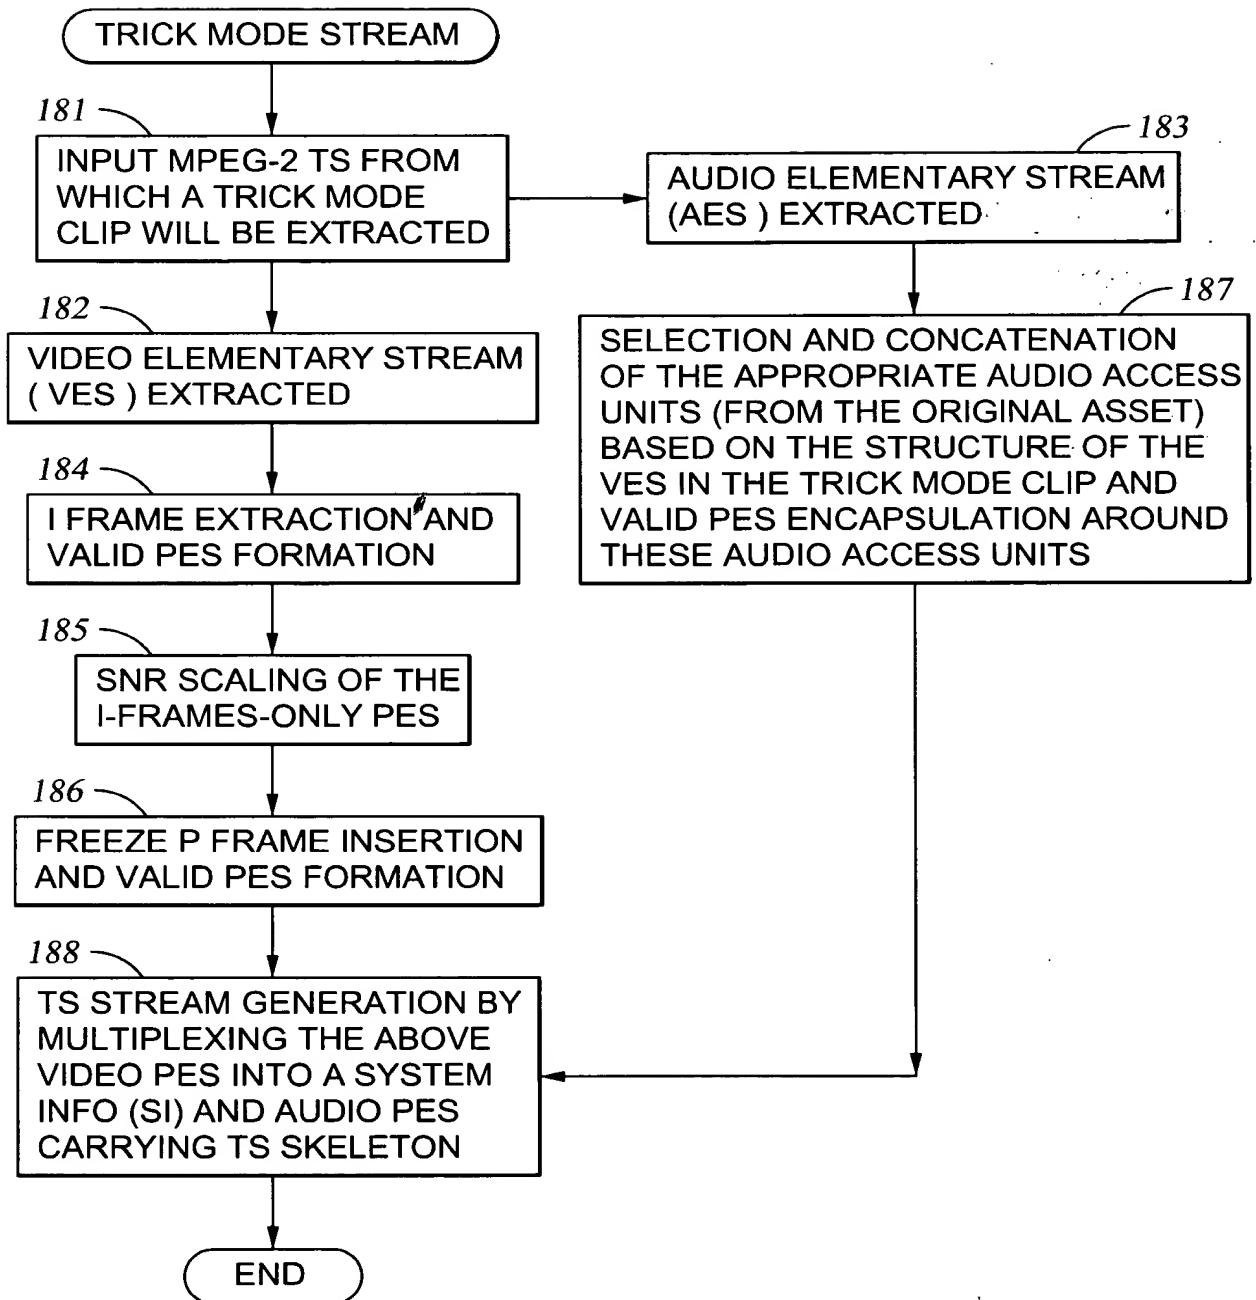 TRICK MODE STREAM
181
INPUT MPEG-2 TS FROM
WHICH A TRICK MODE
CLIP WILL BE EXTRACTED
183
AUDIO ELEMENTARY STREAM
(AES ) EXTRACTED
182
VIDEO ELEMENTARY STREAM
( VES ) EXTRACTED
187
SELECTION AND CONCATENATION
OF THE APPROPRIATE AUDIO ACCESS
UNITS (FROM THE ORIGINAL ASSET)
BASED ON THE STRUCTURE OF THE
VES IN THE TRICK MODE CLIP AND
VALID PES ENCAPSULATION AROUND
THESE AUDIO ACCESS UNITS
184
I FRAME EXTRACTION AND
VALID PES FORMATION
185
SNR SCALING OF THE
I-FRAMES-ONLY PES
186
FREEZE P FRAME INSERTION
AND VALID PES FORMATION
188
TS STREAM GENERATION BY
MULTIPLEXING THE ABOVE
VIDEO PES INTO A SYSTEM
INFO (SI) AND AUDIO PES
CARRYING TS SKELETON
END